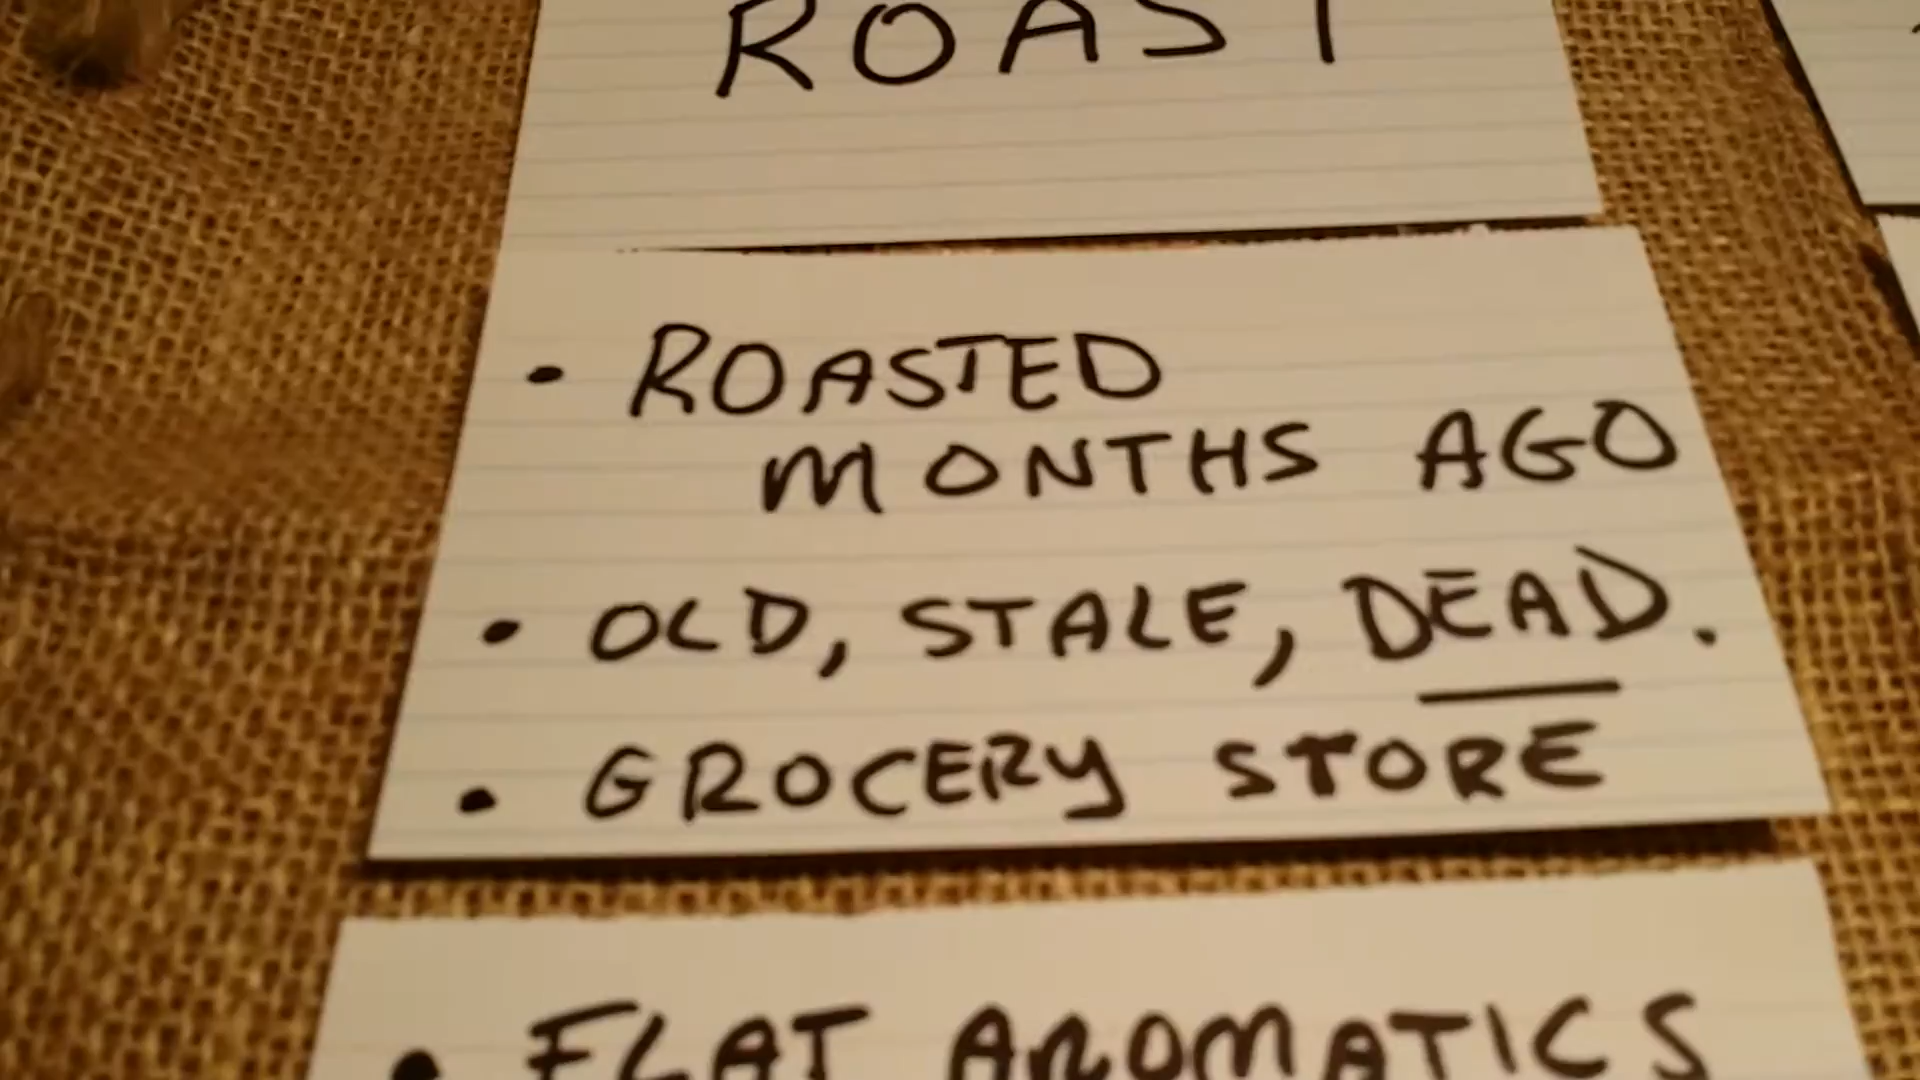 ROAST
• ROASTED
MONTHS AGO
• OLD, STALE, DEAD.
• GROCERY STORE
• FLAT AROMATICS